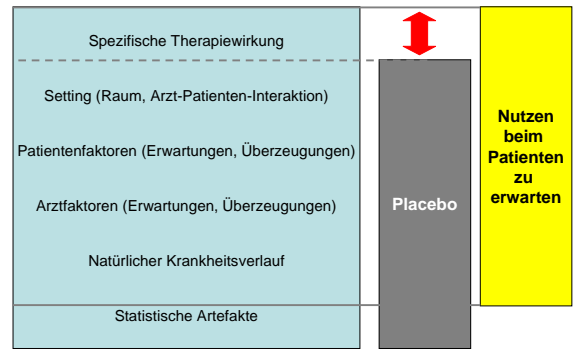 Spezifische Therapiewirkung
Setting (Raum, Arzt-Patienten-Interaktion)
Patientenfaktoren (Erwartungen, Überzeugungen)
Arztfaktoren (Erwartungen, Überzeugungen)
Natürlicher Krankheitsverlauf
Statistische Artefakte
Placebo
Nutzen
beim
Patienten
zu
erwarten